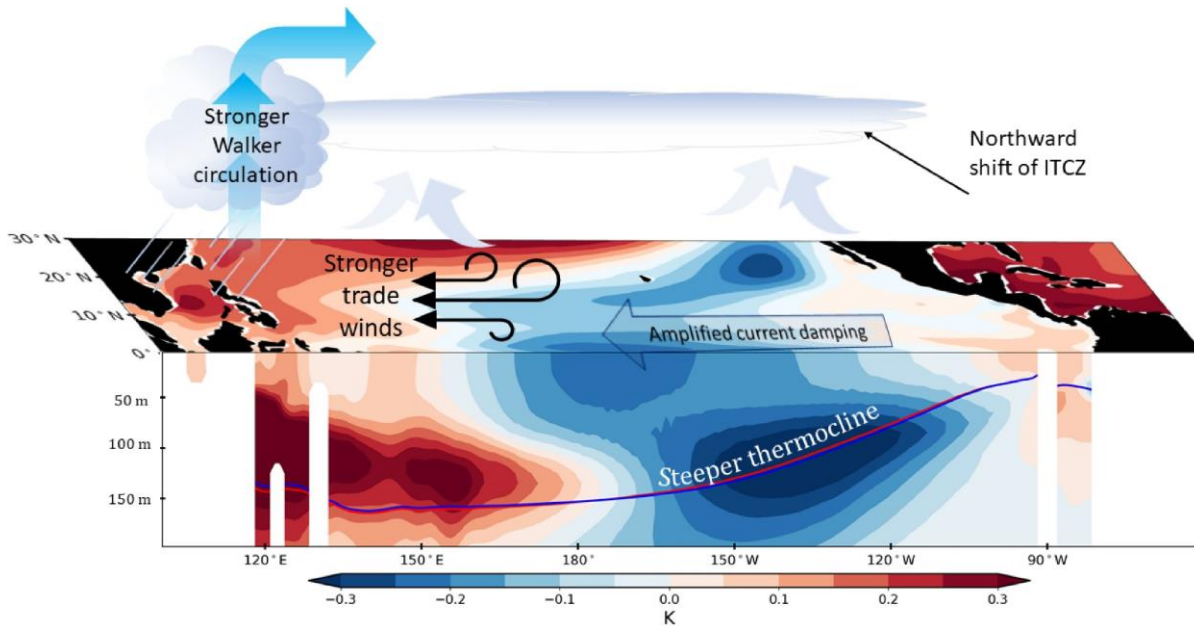 Stronger
Walker
circulation
Northward
shift of ITCZ
30°N
20°N
10°N
0°
Stronger
trade
winds
Amplified current damping
50 m
100 m
150 m
Steeper thermocline
120°E
150°E
180°
150°W
120°W
90°W
−0.3
−0.2
−0.1
0.0
0.1
0.2
0.3
K